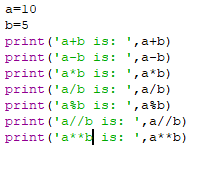 a=10
b=5
print('a+b is: ',a+b)
print('a-b is: ',a-b)
print('a*b is: ',a*b)
print('a/b is: ',a/b)
print('a%b is: ',a%b)
print('a//b is: ',a//b)
print('a**b is: ',a**b)